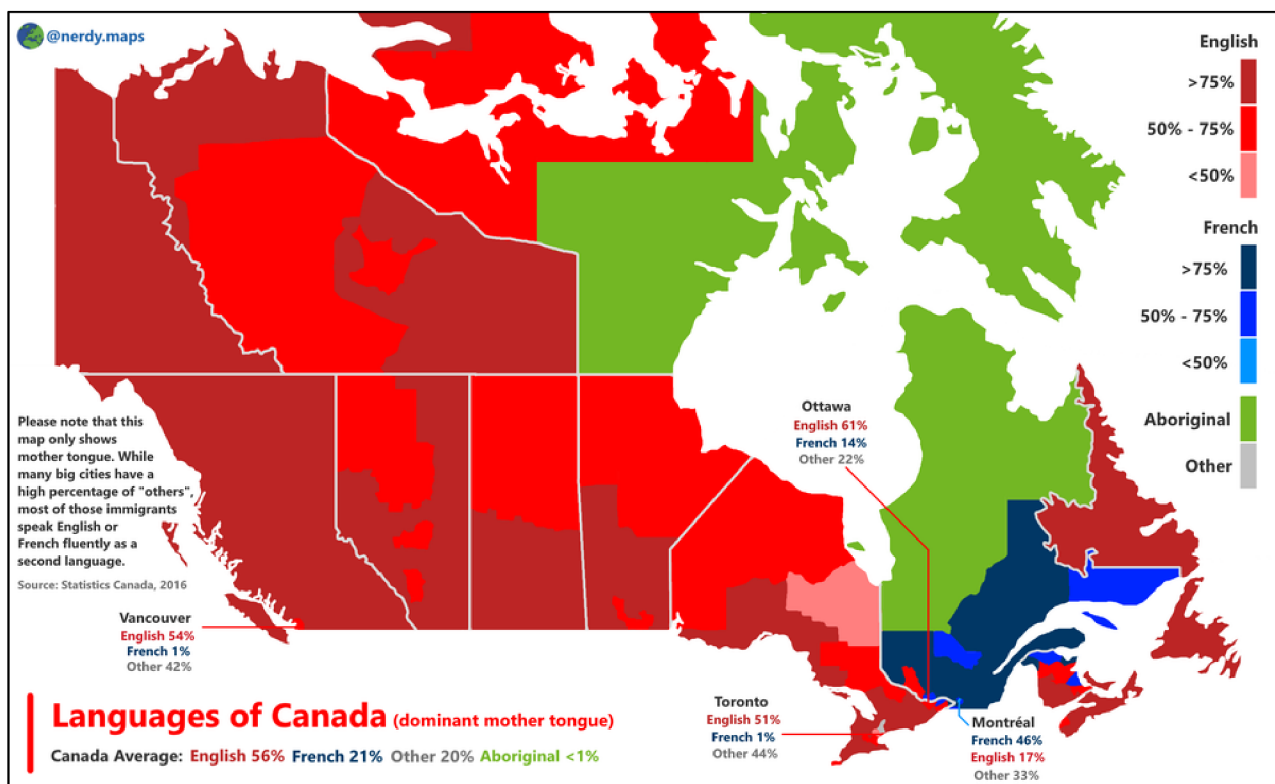 @nerdy.maps
English
>75%
50% - 75%
<50%
French
>75%
50% - 75%
<50%
Aboriginal
Other
Please note that this
map only shows
mother tongue. While
many big cities have a
high percentage of "others",
most of those immigrants
speak English or
French fluently as a
second language.
Source: Statistics Canada, 2016
Ottawa
English 61%
French 14%
Other 22%
Vancouver
English 54%
French 1%
Other 42%
Toronto
English 51%
French 1%
Other 44%
Montréal
French 46%
English 17%
Other 33%
Languages of Canada (dominant mother tongue)
Canada Average: English 56% French 21% Other 20% Aboriginal <1%